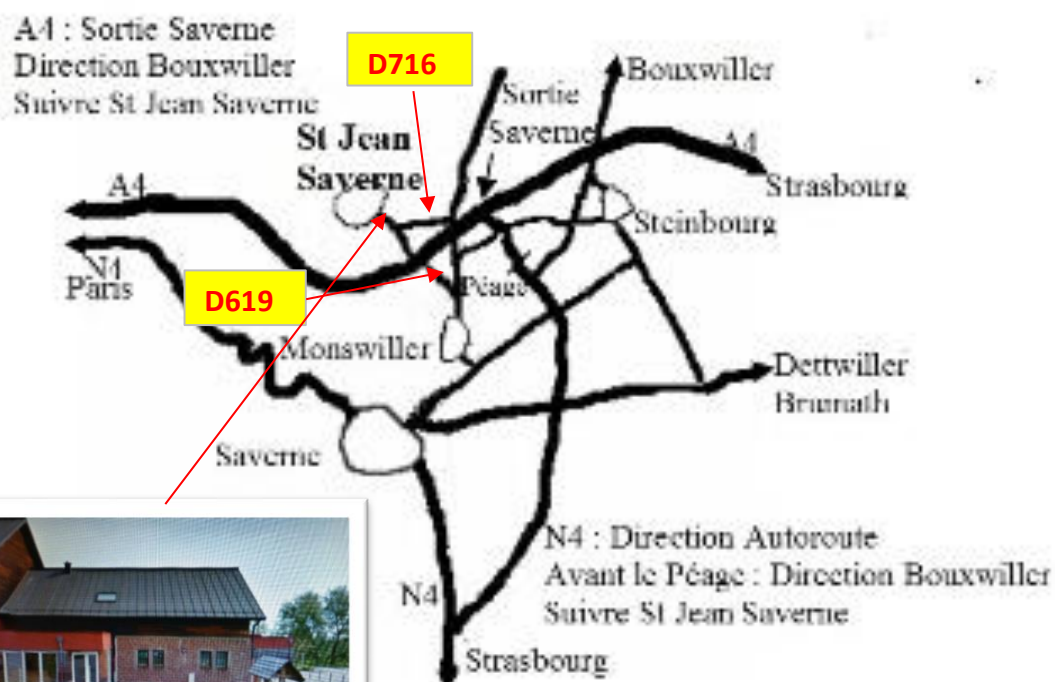 A4 : Sortie Saverne
Direction Bouxwiller
Suivre St Jean Saverne
D716
Bouxwiller
Sortie
Saverne
St Jean
Saverne
A4
A4
Strasbourg
Steinbourg
N4
Paris
D619
Péage
Monswiller
Dettwiller
Brumath
Saverne
N4 : Direction Autoroute
Avant le Péage : Direction Bouxwiller
Suivre St Jean Saverne
N4
Strasbourg